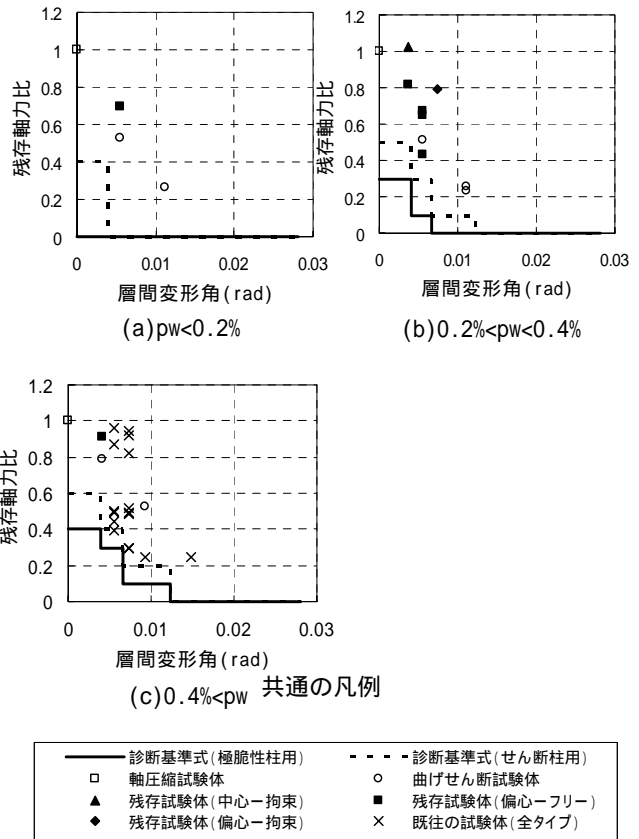 1.2
1
0.8
0.6
0.4
0.2
0
残存軸力比
0 0.01 0.02 0.03
層間変形角(rad)
(a)pw<0.2%
1.2
1
0.8
0.6
0.4
0.2
0
残存軸力比
0 0.01 0.02 0.03
層間変形角(rad)
(b)0.2%<pw<0.4%
1.2
1
0.8
0.6
0.4
0.2
0
残存軸力比
0 0.01 0.02 0.03
層間変形角(rad)
(c)0.4%<pw 共通の凡例
診断基準式(極脆性柱用) 診断基準式(せん断柱用)
軸圧縮試験体 曲げせん断試験体
残存試験体(中心ー拘束) 残存試験体(偏心ーフリー)
残存試験体(偏心ー拘束) 既往の試験体(全タイプ)